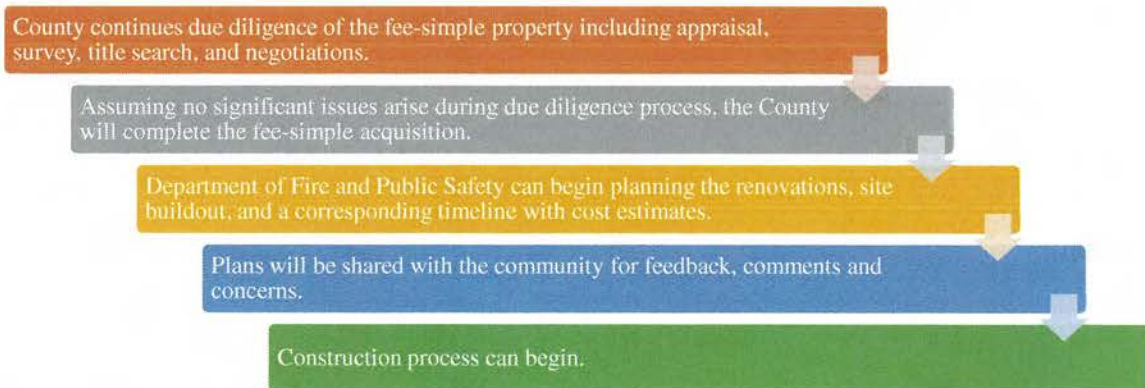 County continues due diligence of the fee-simple property including appraisal,
survey, title search, and negotiations.
Assuming no significant issues arise during due diligence process, the County
will complete the fee-simple acquisition.
Department of Fire and Public Safety can begin planning the renovations, site
buildout, and a corresponding timeline with cost estimates.
Plans will be shared with the community for feedback, comments and
concerns.
Construction process can begin.